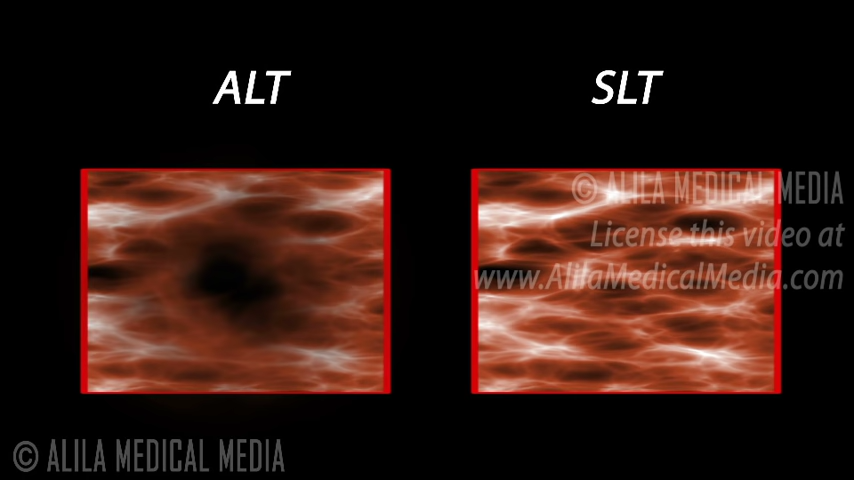 ALT
SLT
© ALILA MEDICAL MEDIA
License this video at
www.AlilaMedicalMedia.com
© ALILA MEDICAL MEDIA